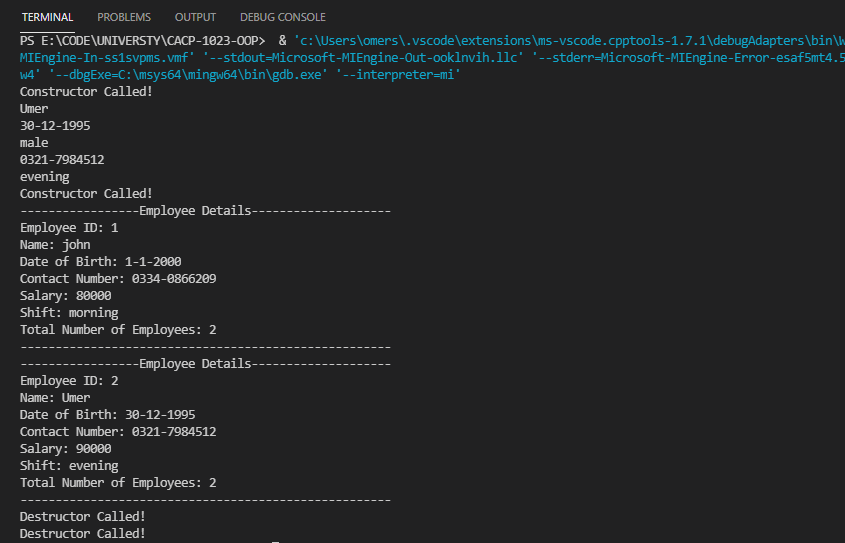 TERMINAL PROBLEMS OUTPUT DEBUG CONSOLE
PS E:\CODE\UNIVERSTY\CACP-1023-OOP>  & 'c:\Users\omers\.vscode\extensions\ms-vscode.cpptools-1.7.1\debugAdapters\bin\W
MIEngine-In-ss1svpms.vmf' '--stdout=Microsoft-MIEngine-Out-ooklnvih.llc' '--stderr=Microsoft-MIEngine-Error-esaf5mt4.5
w4' '--dbgExe=C:\msys64\mingw64\bin\gdb.exe' '--interpreter=mi'
Constructor Called!
Umer
30-12-1995
male
0321-7984512
evening
Constructor Called!
-----------------Employee Details--------------------
Employee ID: 1
Name: john
Date of Birth: 1-1-2000
Contact Number: 0334-0866209
Salary: 80000
Shift: morning
Total Number of Employees: 2
-----------------------------------------------------
-----------------Employee Details--------------------
Employee ID: 2
Name: Umer
Date of Birth: 30-12-1995
Contact Number: 0321-7984512
Salary: 90000
Shift: evening
Total Number of Employees: 2
-----------------------------------------------------
Destructor Called!
Destructor Called!